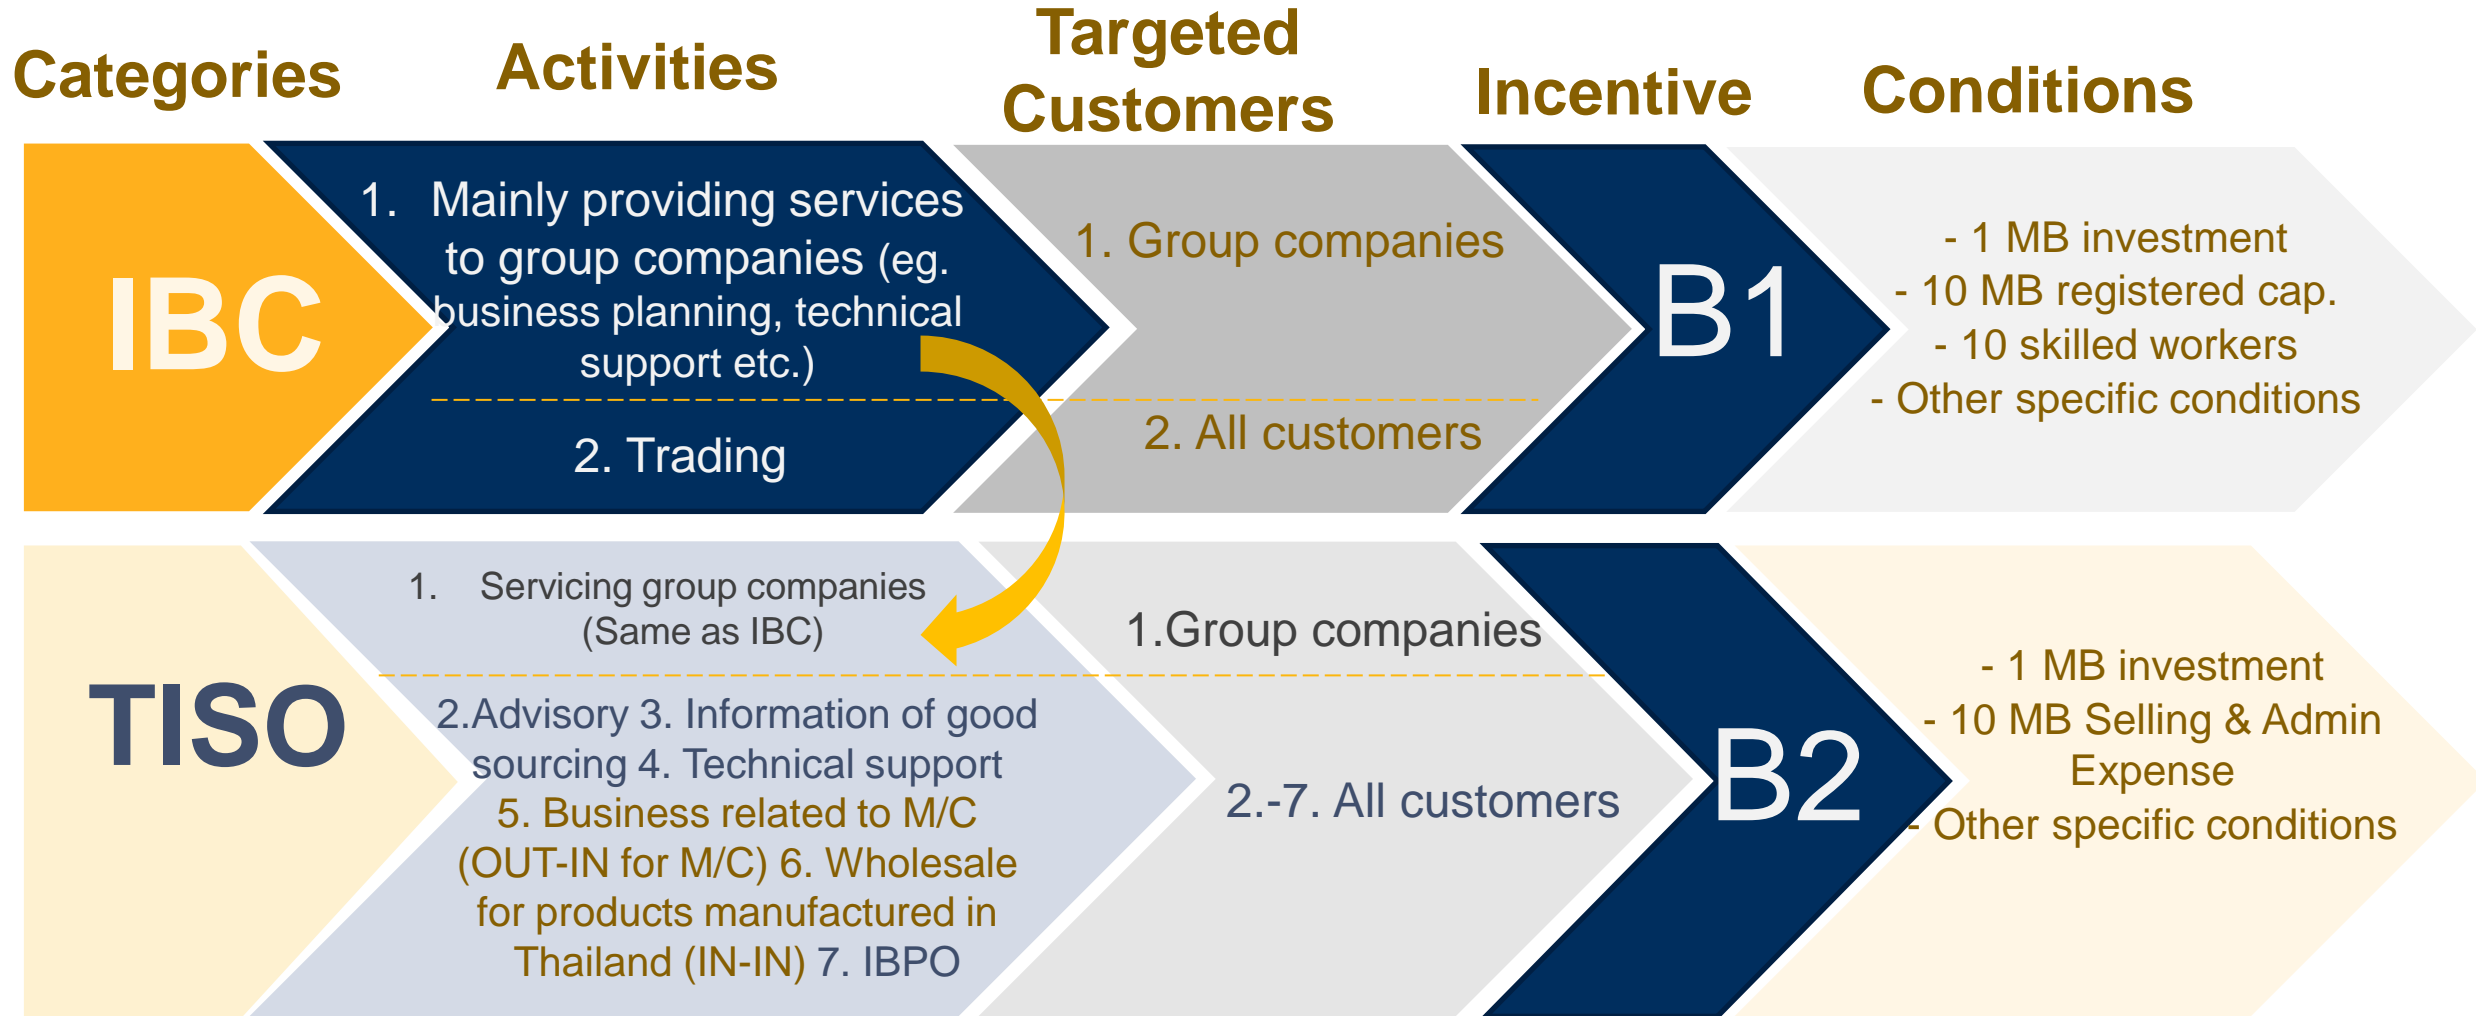 Categories
Activities
Targeted
Customers
Incentive
Conditions
IBC
1. Mainly providing services
to group companies (eg.
business planning, technical
support etc.)
2. Trading
1. Group companies
2. All customers
B1
- 1 MB investment
- 10 MB registered cap.
- 10 skilled workers
- Other specific conditions
TISO
1. Servicing group companies
(Same as IBC)
2.Advisory 3. Information of good
sourcing 4. Technical support
5. Business related to M/C
(OUT-IN for M/C) 6. Wholesale
for products manufactured in
Thailand (IN-IN) 7. IBPO
1.Group companies
2.-7. All customers
B2
- 1 MB investment
- 10 MB Selling & Admin
Expense
- Other specific conditions